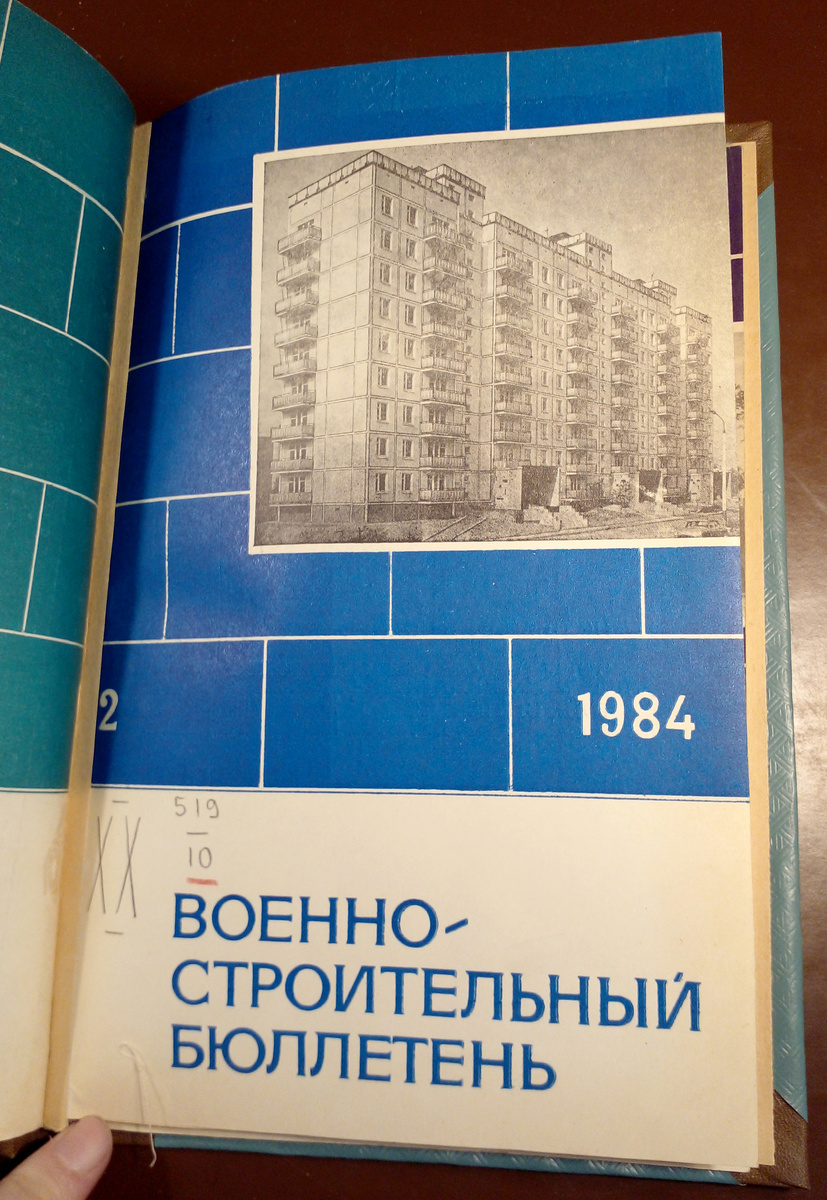 2 1984
XX 519
10
ВОЕННО-
СТРОИТЕЛЬНЫЙ
БЮЛЛЕТЕНЬ